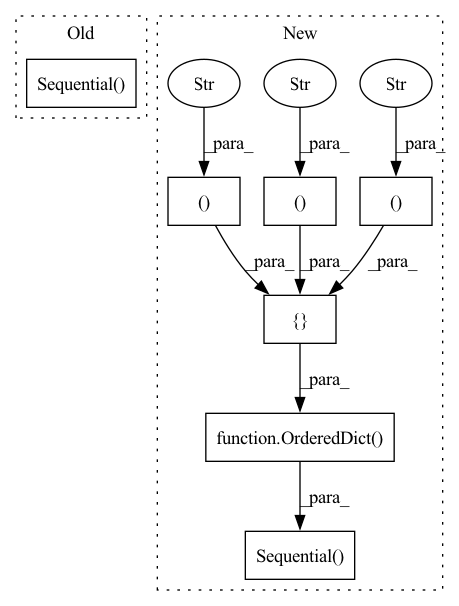 Old
New
Sequential()
Str
Str
Str
_para_
_para_
_para_
()
()
()
_para_
_para_
_para_
{}
_para_
function.OrderedDict()
_para_
Sequential()